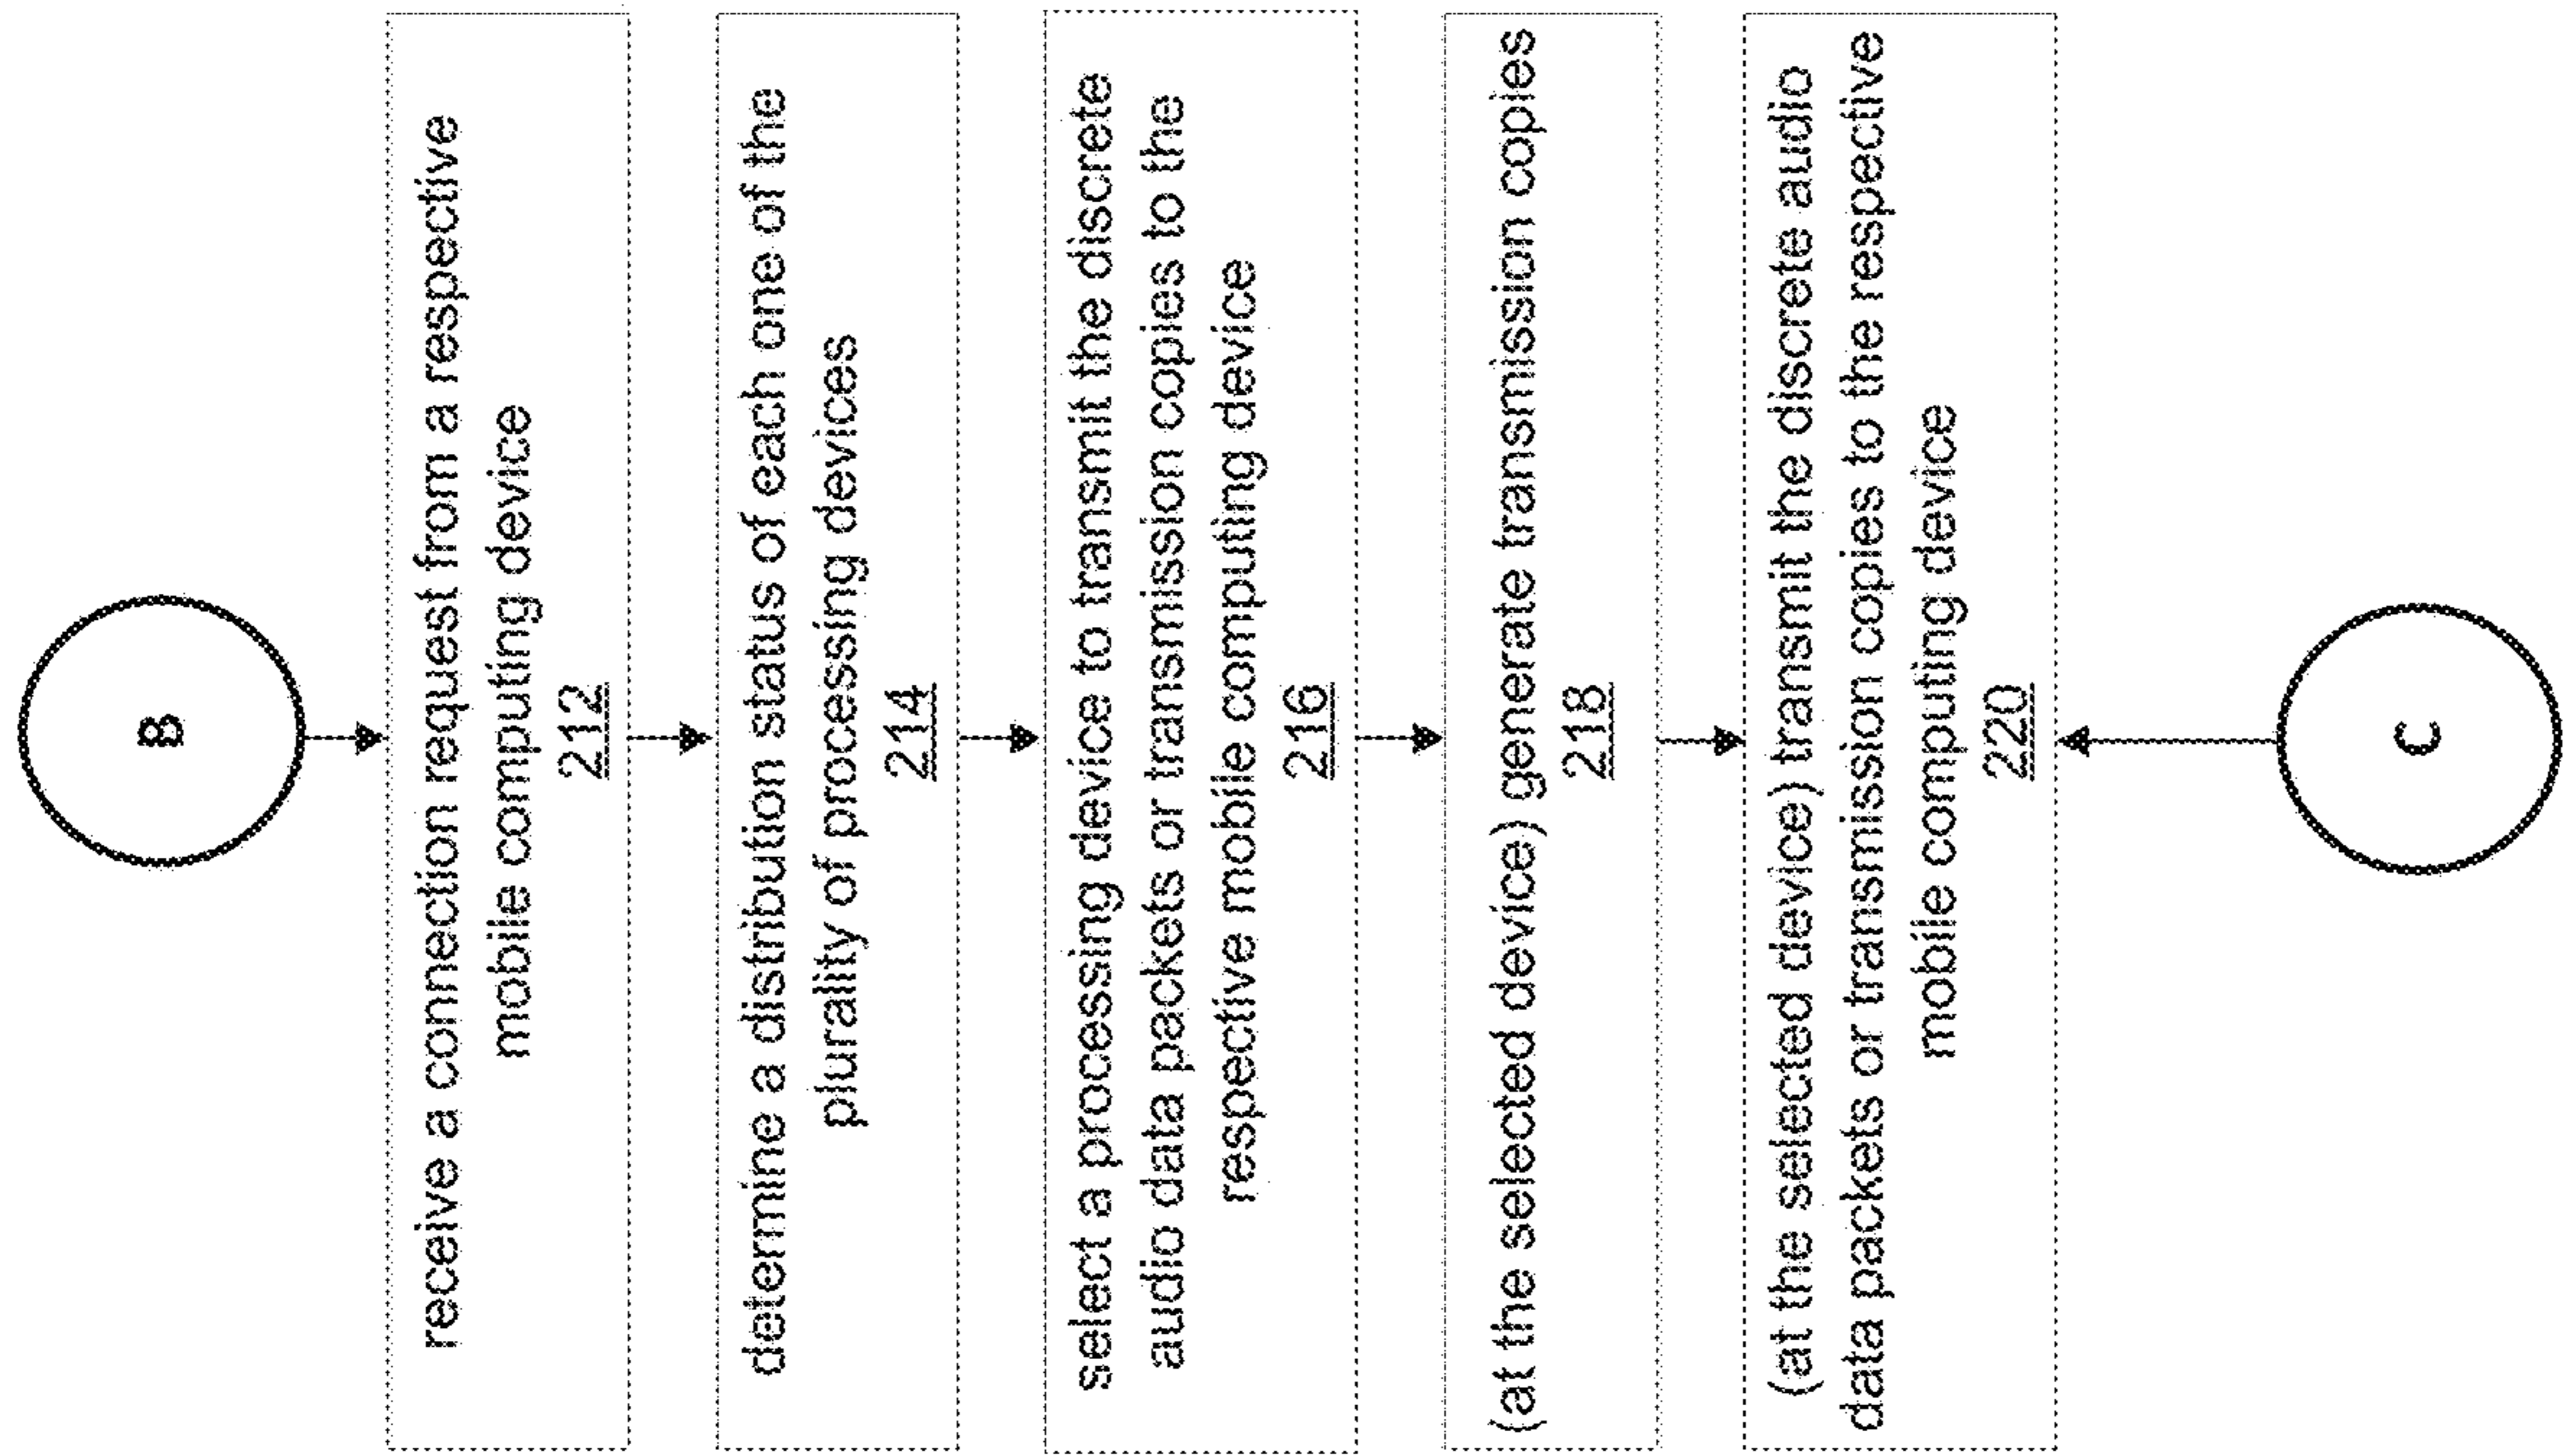 B
receive a connection request from a respective
mobile computing device
212
determine a distribution status of each one of the
plurality of processing devices
214
select a processing device to transmit the discrete
audio data packets or transmission copies to the
respective mobile computing device
216
(at the selected device) generate transmission copies
218
(at the selected device) transmit the discrete audio
data packets or transmission copies to the respective
mobile computing device
220
C